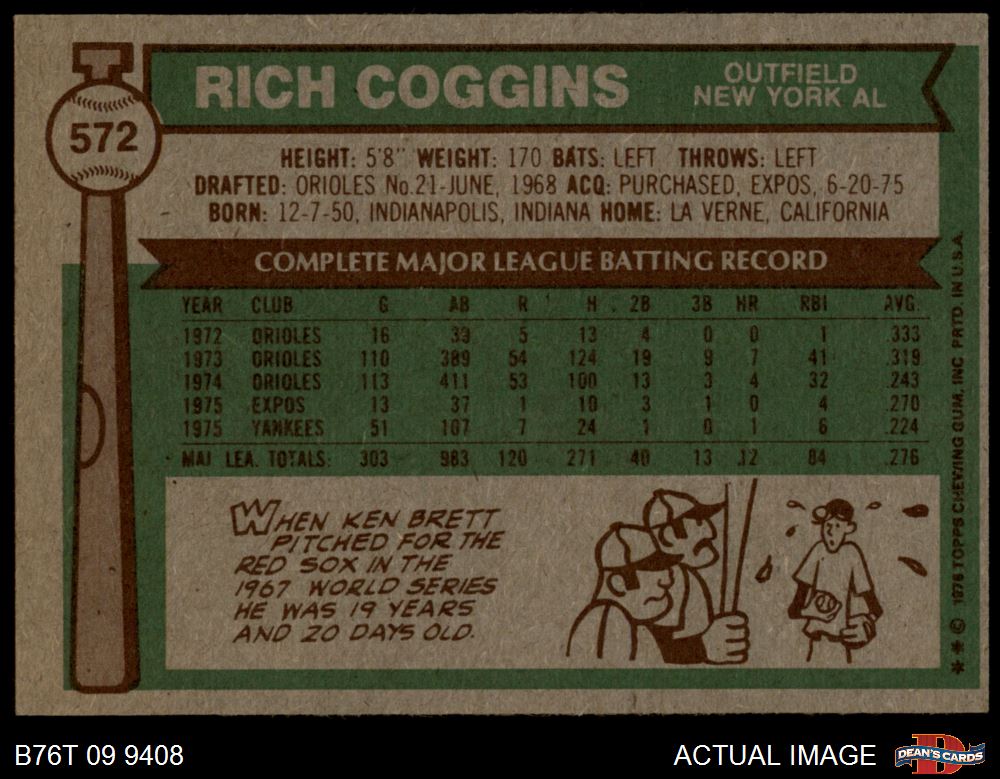 572
RICH COGGINS
OUTFIELD
NEW YORK AL
HEIGHT: 5'8" WEIGHT: 170 BATS: LEFT THROWS: LEFT
DRAFTED: ORIOLES No.21-JUNE, 1968 ACQ: PURCHASED, EXPOS, 6-20-75
BORN: 12-7-50, INDIANAPOLIS, INDIANA HOME: LA VERNE, CALIFORNIA
COMPLETE MAJOR LEAGUE BATTING RECORD
YEAR CLUB G AB R H 2B 3B HR RBI AVG.
1972 ORIOLES 16 39 5 13 4 0 0 1 .333
1973 ORIOLES 110 389 54 124 19 9 7 41 .319
1974 ORIOLES 113 411 53 100 13 3 4 32 .243
1975 EXPOS 13 37 1 10 3 1 0 4 .270
1975 YANKEES 51 107 7 24 1 0 1 6 .224
MAJ. LEA. TOTALS: 303 983 120 271 40 13 12 84 .276
WHEN KEN BRETT
PITCHED FOR THE
RED SOX IN THE
1967 WORLD SERIES
HE WAS 19 YEARS
AND 20 DAYS OLD.
** © 1976 TOPPS CHEWING GUM, INC. PRTD. IN U.S.A.
B76T 09 9408
ACTUAL IMAGE
D
DEAN'S CARDS